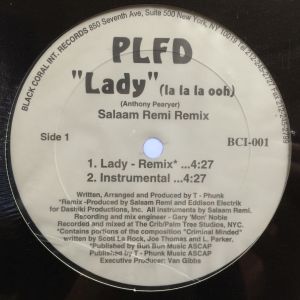 BLACK CORAL INT. RECORDS 850 Seventh Ave, Suite 500 New York, NY 10019
PLFD
"Lady" (la la la ooh)
(Anthony Pearyer)
Salaam Remi Remix
Side 1
BCI-001
1. Lady - Remix* ...4:27
2. Instrumental ....4:27
Written, Arranged and Produced by T - Phunk
*Remix -Produced by Salaam Remi and Eddison Electrik
for Dashiki Productions, Inc. All instruments by Salaam Remi.
Recording and mix engineer - Gary 'Mon' Noble
Recorded and mixed at The Crib/Palm Tree Studios, NYC.
*Contains portions of the composition "Criminal Minded"
written by Scott La Rock, Joe Thomas and L. Parker.
*Published by Bun Bun Music ASCAP
Published by T - Phunk Music ASCAP
Executive Producer: Van Gibbs